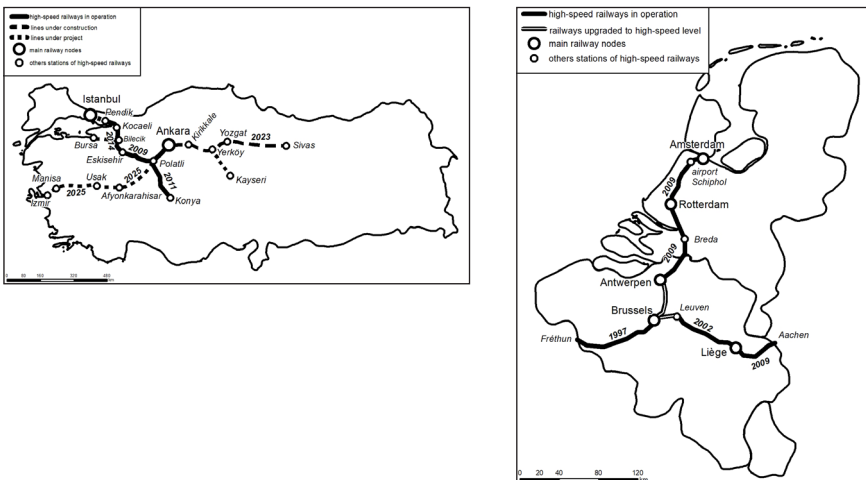 high-speed railways in operation
lines under construction
lines under project
main railway nodes
others stations of high-speed railways
Istanbul
Pendik
Kocaeli
Bilecik
Bursa
2014
Eskisehir
2009
Ankara
Kirikkale
Yozgat
2023
Sivas
Yerköy
Polatli
Kayseri
2011
Konya
Manisa
Usak
2025
2025
Afyonkarahisar
Izmir
0 80 160 320 480
km
high-speed railways in operation
railways upgraded to high-speed level
main railway nodes
others stations of high-speed railways
Amsterdam
airport
Schiphol
2009
Rotterdam
Breda
2009
Antwerpen
Brussels
Leuven
2002
Fréthun
1997
Liège
Aachen
2009
0 20 40 80 120
km